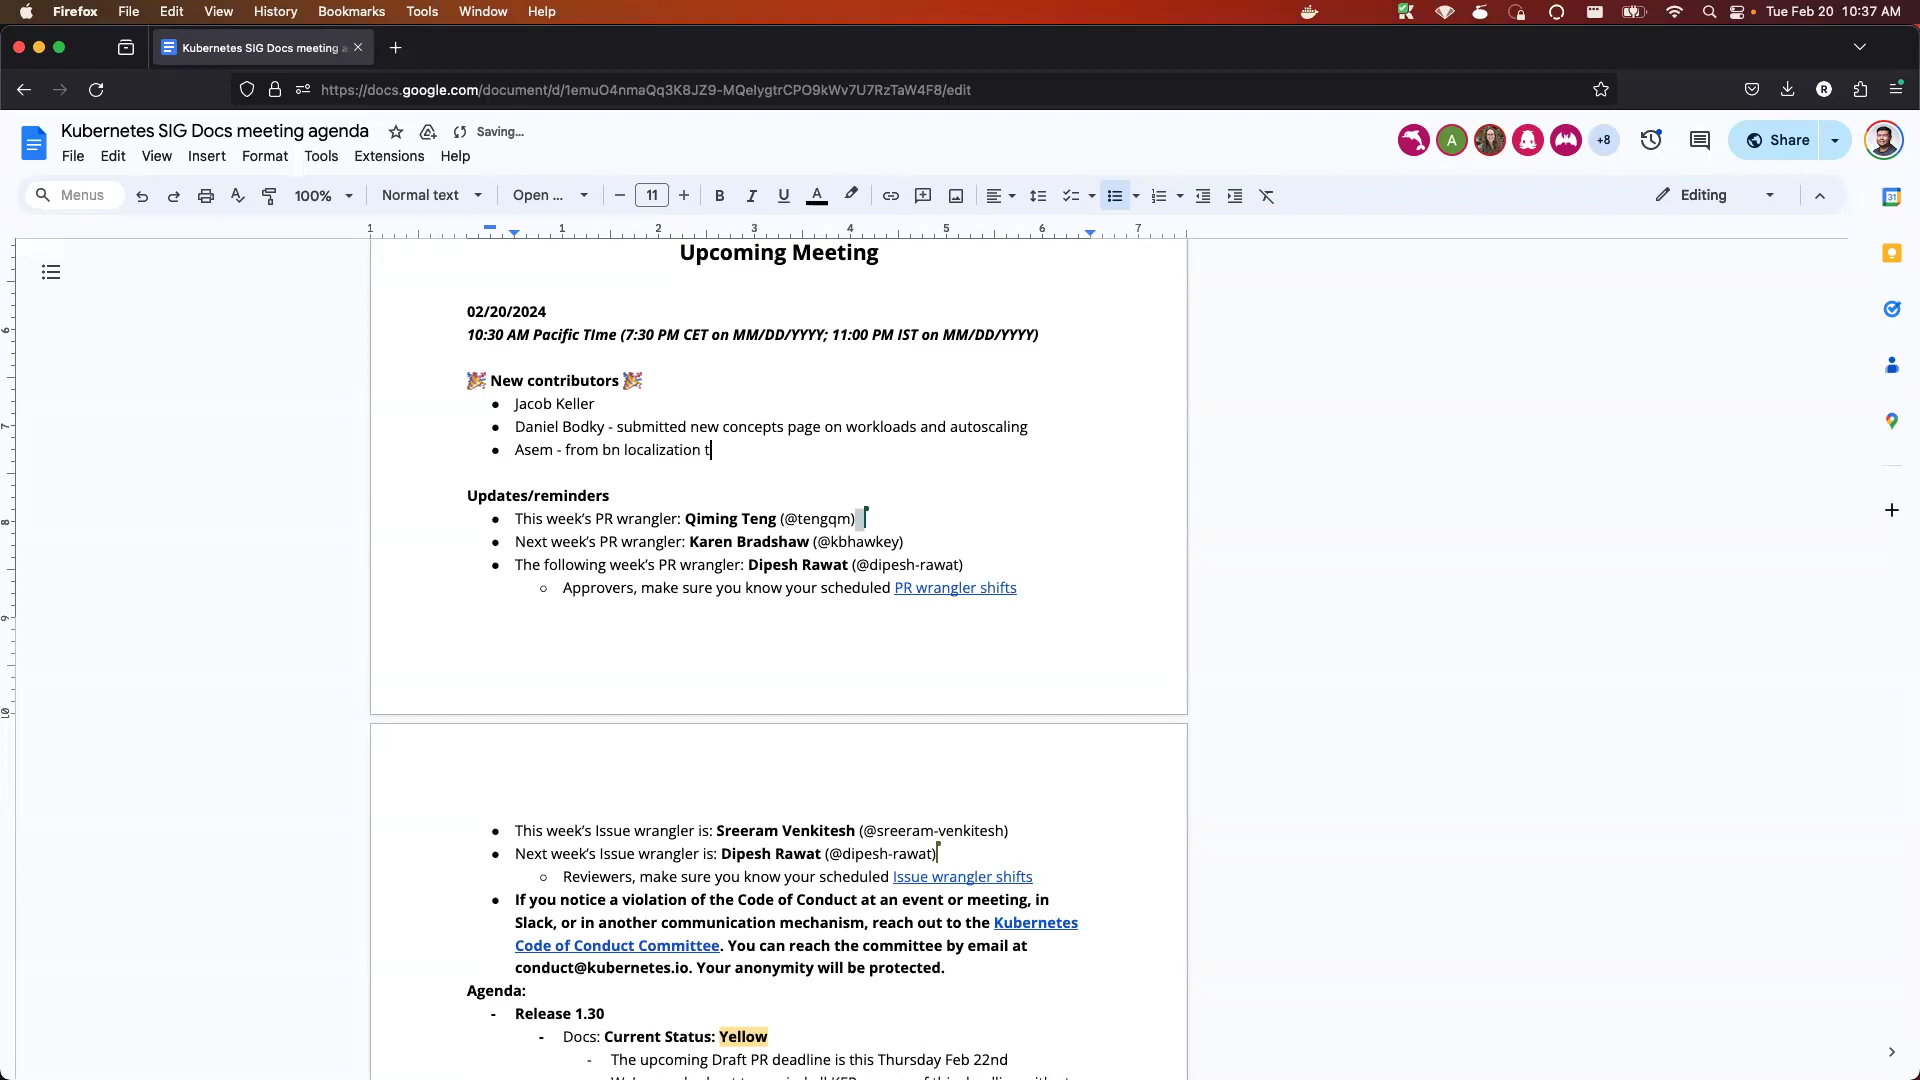 Firefox File Edit View History Bookmarks Tools Window Help Tue Feb 20 10:37 AM
Kubernetes SIG Docs meeting a
https://docs.google.com/document/d/1emuO4nmaQq3K8JZ9-MQelygtrCPO9kWv7U7RzTaW4F8/edit
Kubernetes SIG Docs meeting agenda Saving…
A +8 Share
File Edit View Insert Format Tools Extensions Help
Menus 100% Normal text Open ... 11 Editing
1 1 2 3 4 5 6 7
Upcoming Meeting
02/20/2024
10:30 AM Pacific TIme (7:30 PM CET on MM/DD/YYYY; 11:00 PM IST on MM/DD/YYYY)
🎉 New contributors 🎉
● Jacob Keller
● Daniel Bodky - submitted new concepts page on workloads and autoscaling
● Asem - from bn localization t
Updates/reminders
● This week's PR wrangler: Qiming Teng (@tengqm)
● Next week's PR wrangler: Karen Bradshaw (@kbhawkey)
● The following week's PR wrangler: Dipesh Rawat (@dipesh-rawat)
○ Approvers, make sure you know your scheduled PR wrangler shifts
● This week's Issue wrangler is: Sreeram Venkitesh (@sreeram-venkitesh)
● Next week's Issue wrangler is: Dipesh Rawat (@dipesh-rawat)
○ Reviewers, make sure you know your scheduled Issue wrangler shifts
● If you notice a violation of the Code of Conduct at an event or meeting, in
Slack, or in another communication mechanism, reach out to the Kubernetes
Code of Conduct Committee. You can reach the committee by email at
conduct@kubernetes.io. Your anonymity will be protected.
Agenda:
- Release 1.30
- Docs: Current Status: Yellow
- The upcoming Draft PR deadline is this Thursday Feb 22nd